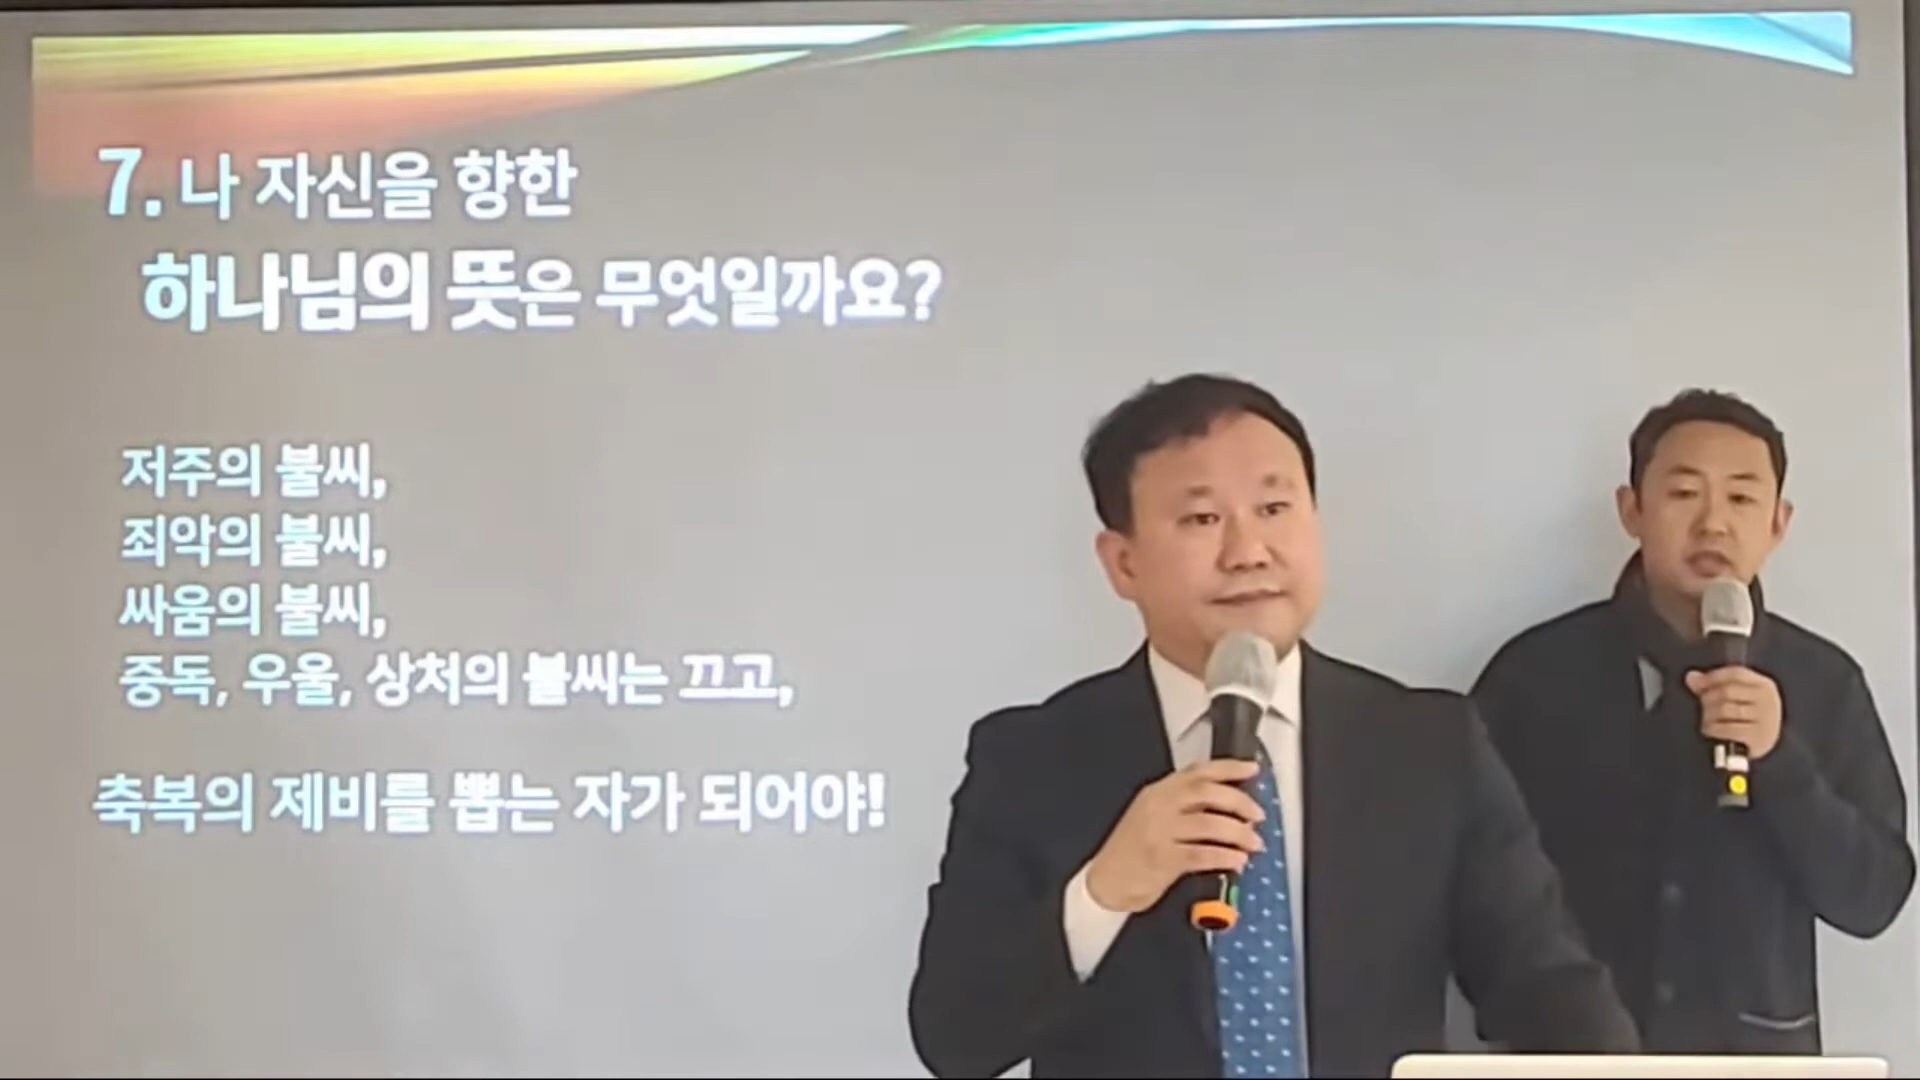 7. 나 자신을 향한
하나님의 뜻은 무엇일까요?
저주의 불씨,
죄악의 불씨,
싸움의 불씨,
중독, 우울, 상처의 불씨는 끄고,
축복의 제비를 뽑는 자가 되어야!